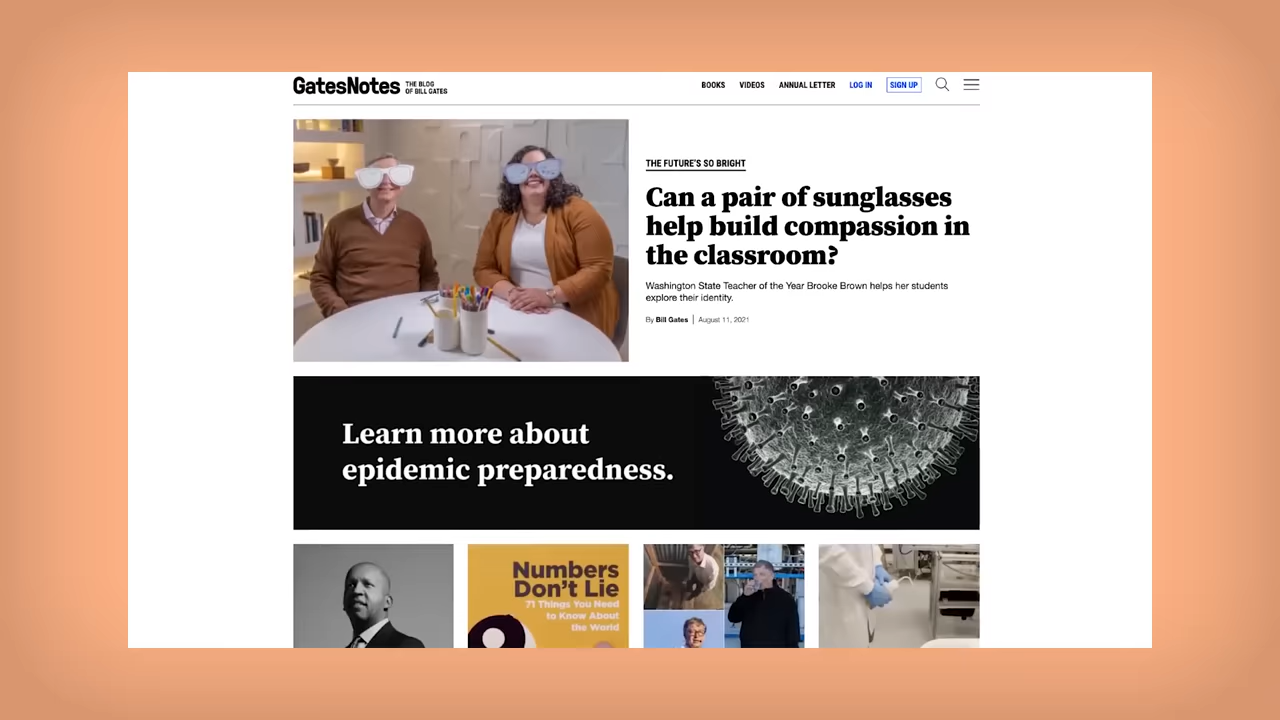 GatesNotes
THE BLOG
OF BILL GATES
BOOKS VIDEOS ANNUAL LETTER LOG IN SIGN UP
THE FUTURE'S SO BRIGHT
Can a pair of sunglasses
help build compassion in
the classroom?
Washington State Teacher of the Year Brooke Brown helps her students
explore their identity.
By Bill Gates | August 11, 2021
Learn more about
epidemic preparedness.
Numbers
Don't Lie
71 Things You Need
to Know About
the World